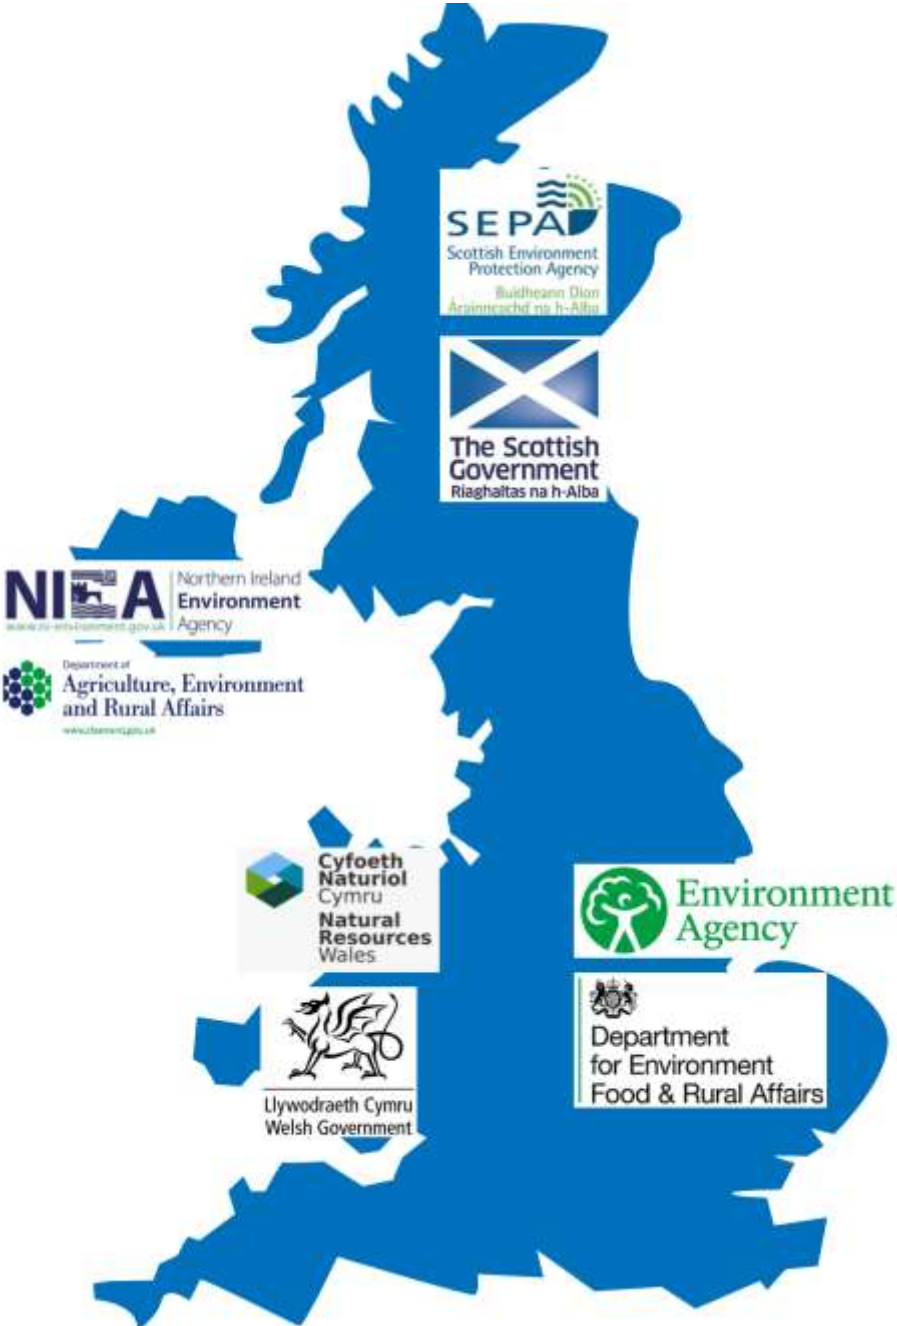 SEPA
Scottish Environment
Protection Agency
Buidheann Dìon
Àrainneachd na h-Alba
The Scottish
Government
Riaghaltas na h-Alba
NIEA
Northern Ireland
Environment
Agency
www.ni-environment.gov.uk
Department of
Agriculture, Environment
and Rural Affairs
Cyfoeth
Naturiol
Cymru
Natural
Resources
Wales
Environment
Agency
Llywodraeth Cymru
Welsh Government
Department
for Environment
Food & Rural Affairs